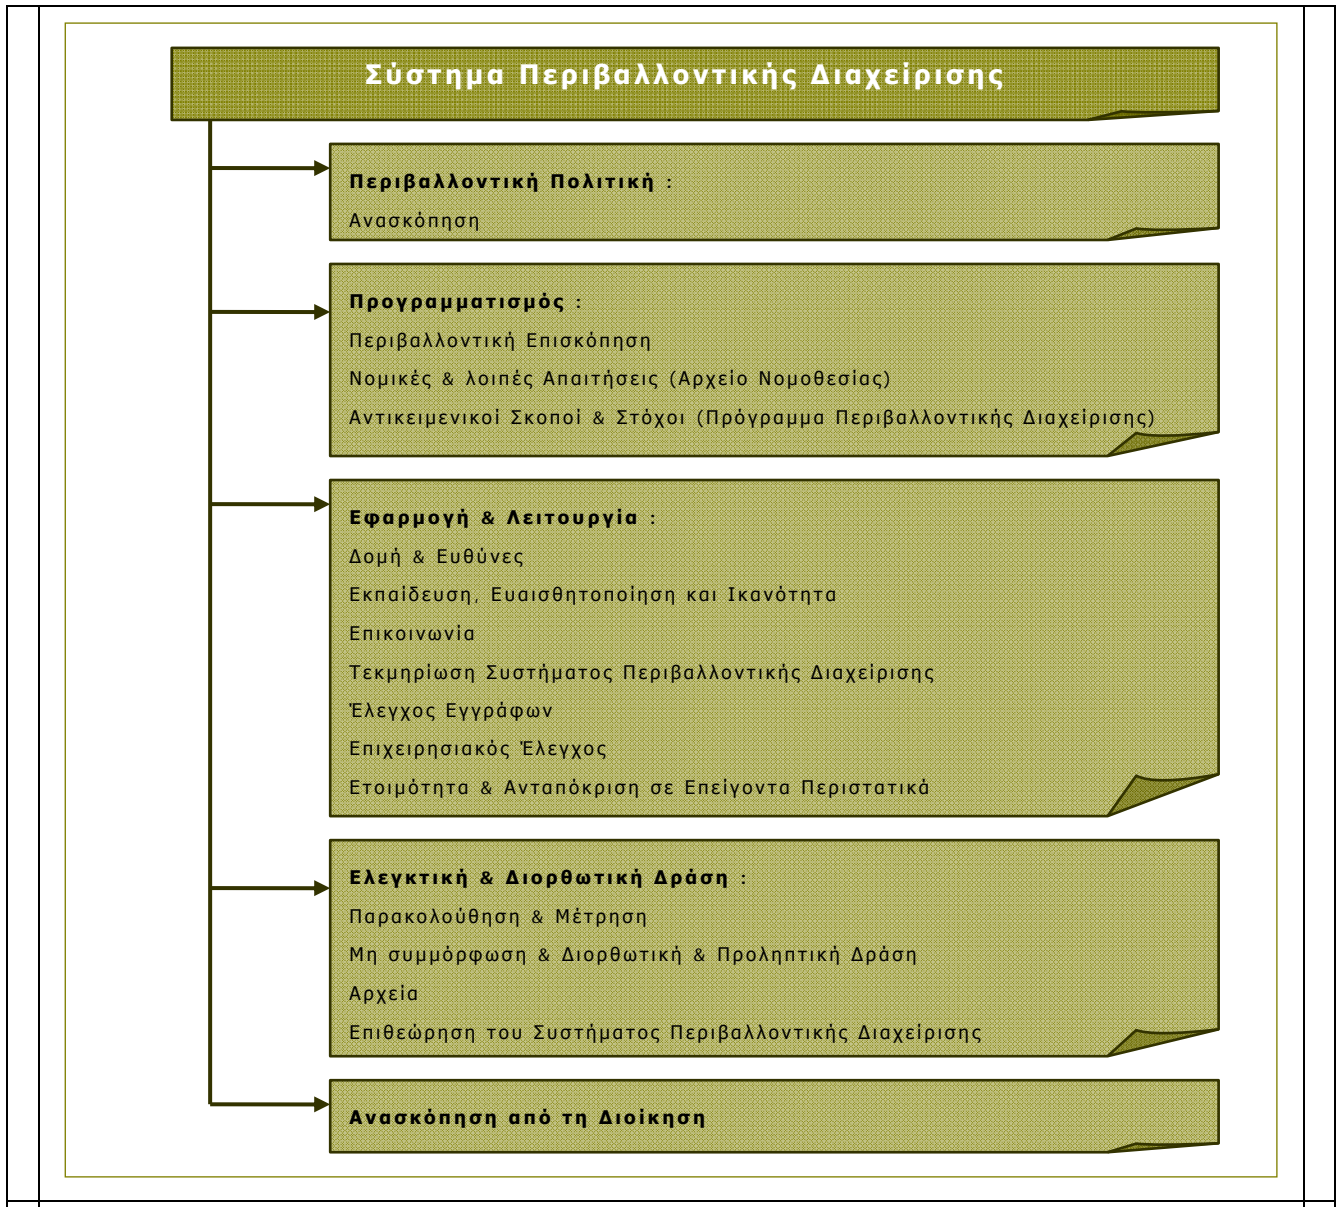 Σύστημα Περιβαλλοντικής Διαχείρισης
Περιβαλλοντική Πολιτική :
Ανασκόπηση
Προγραμματισμός :
Περιβαλλοντική Επισκόπηση
Νομικές & λοιπές Απαιτήσεις (Αρχείο Νομοθεσίας)
Αντικειμενικοί Σκοποί & Στόχοι (Πρόγραμμα Περιβαλλοντικής Διαχείρισης)
Εφαρμογή & Λειτουργία :
Δομή & Ευθύνες
Εκπαίδευση, Ευαισθητοποίηση και Ικανότητα
Επικοινωνία
Τεκμηρίωση Συστήματος Περιβαλλοντικής Διαχείρισης
Έλεγχος Εγγράφων
Επιχειρησιακός Έλεγχος
Ετοιμότητα & Ανταπόκριση σε Επείγοντα Περιστατικά
Ελεγκτική & Διορθωτική Δράση :
Παρακολούθηση & Μέτρηση
Μη συμμόρφωση & Διορθωτική & Προληπτική Δράση
Αρχεία
Επιθεώρηση του Συστήματος Περιβαλλοντικής Διαχείρισης
Ανασκόπηση από τη Διοίκηση